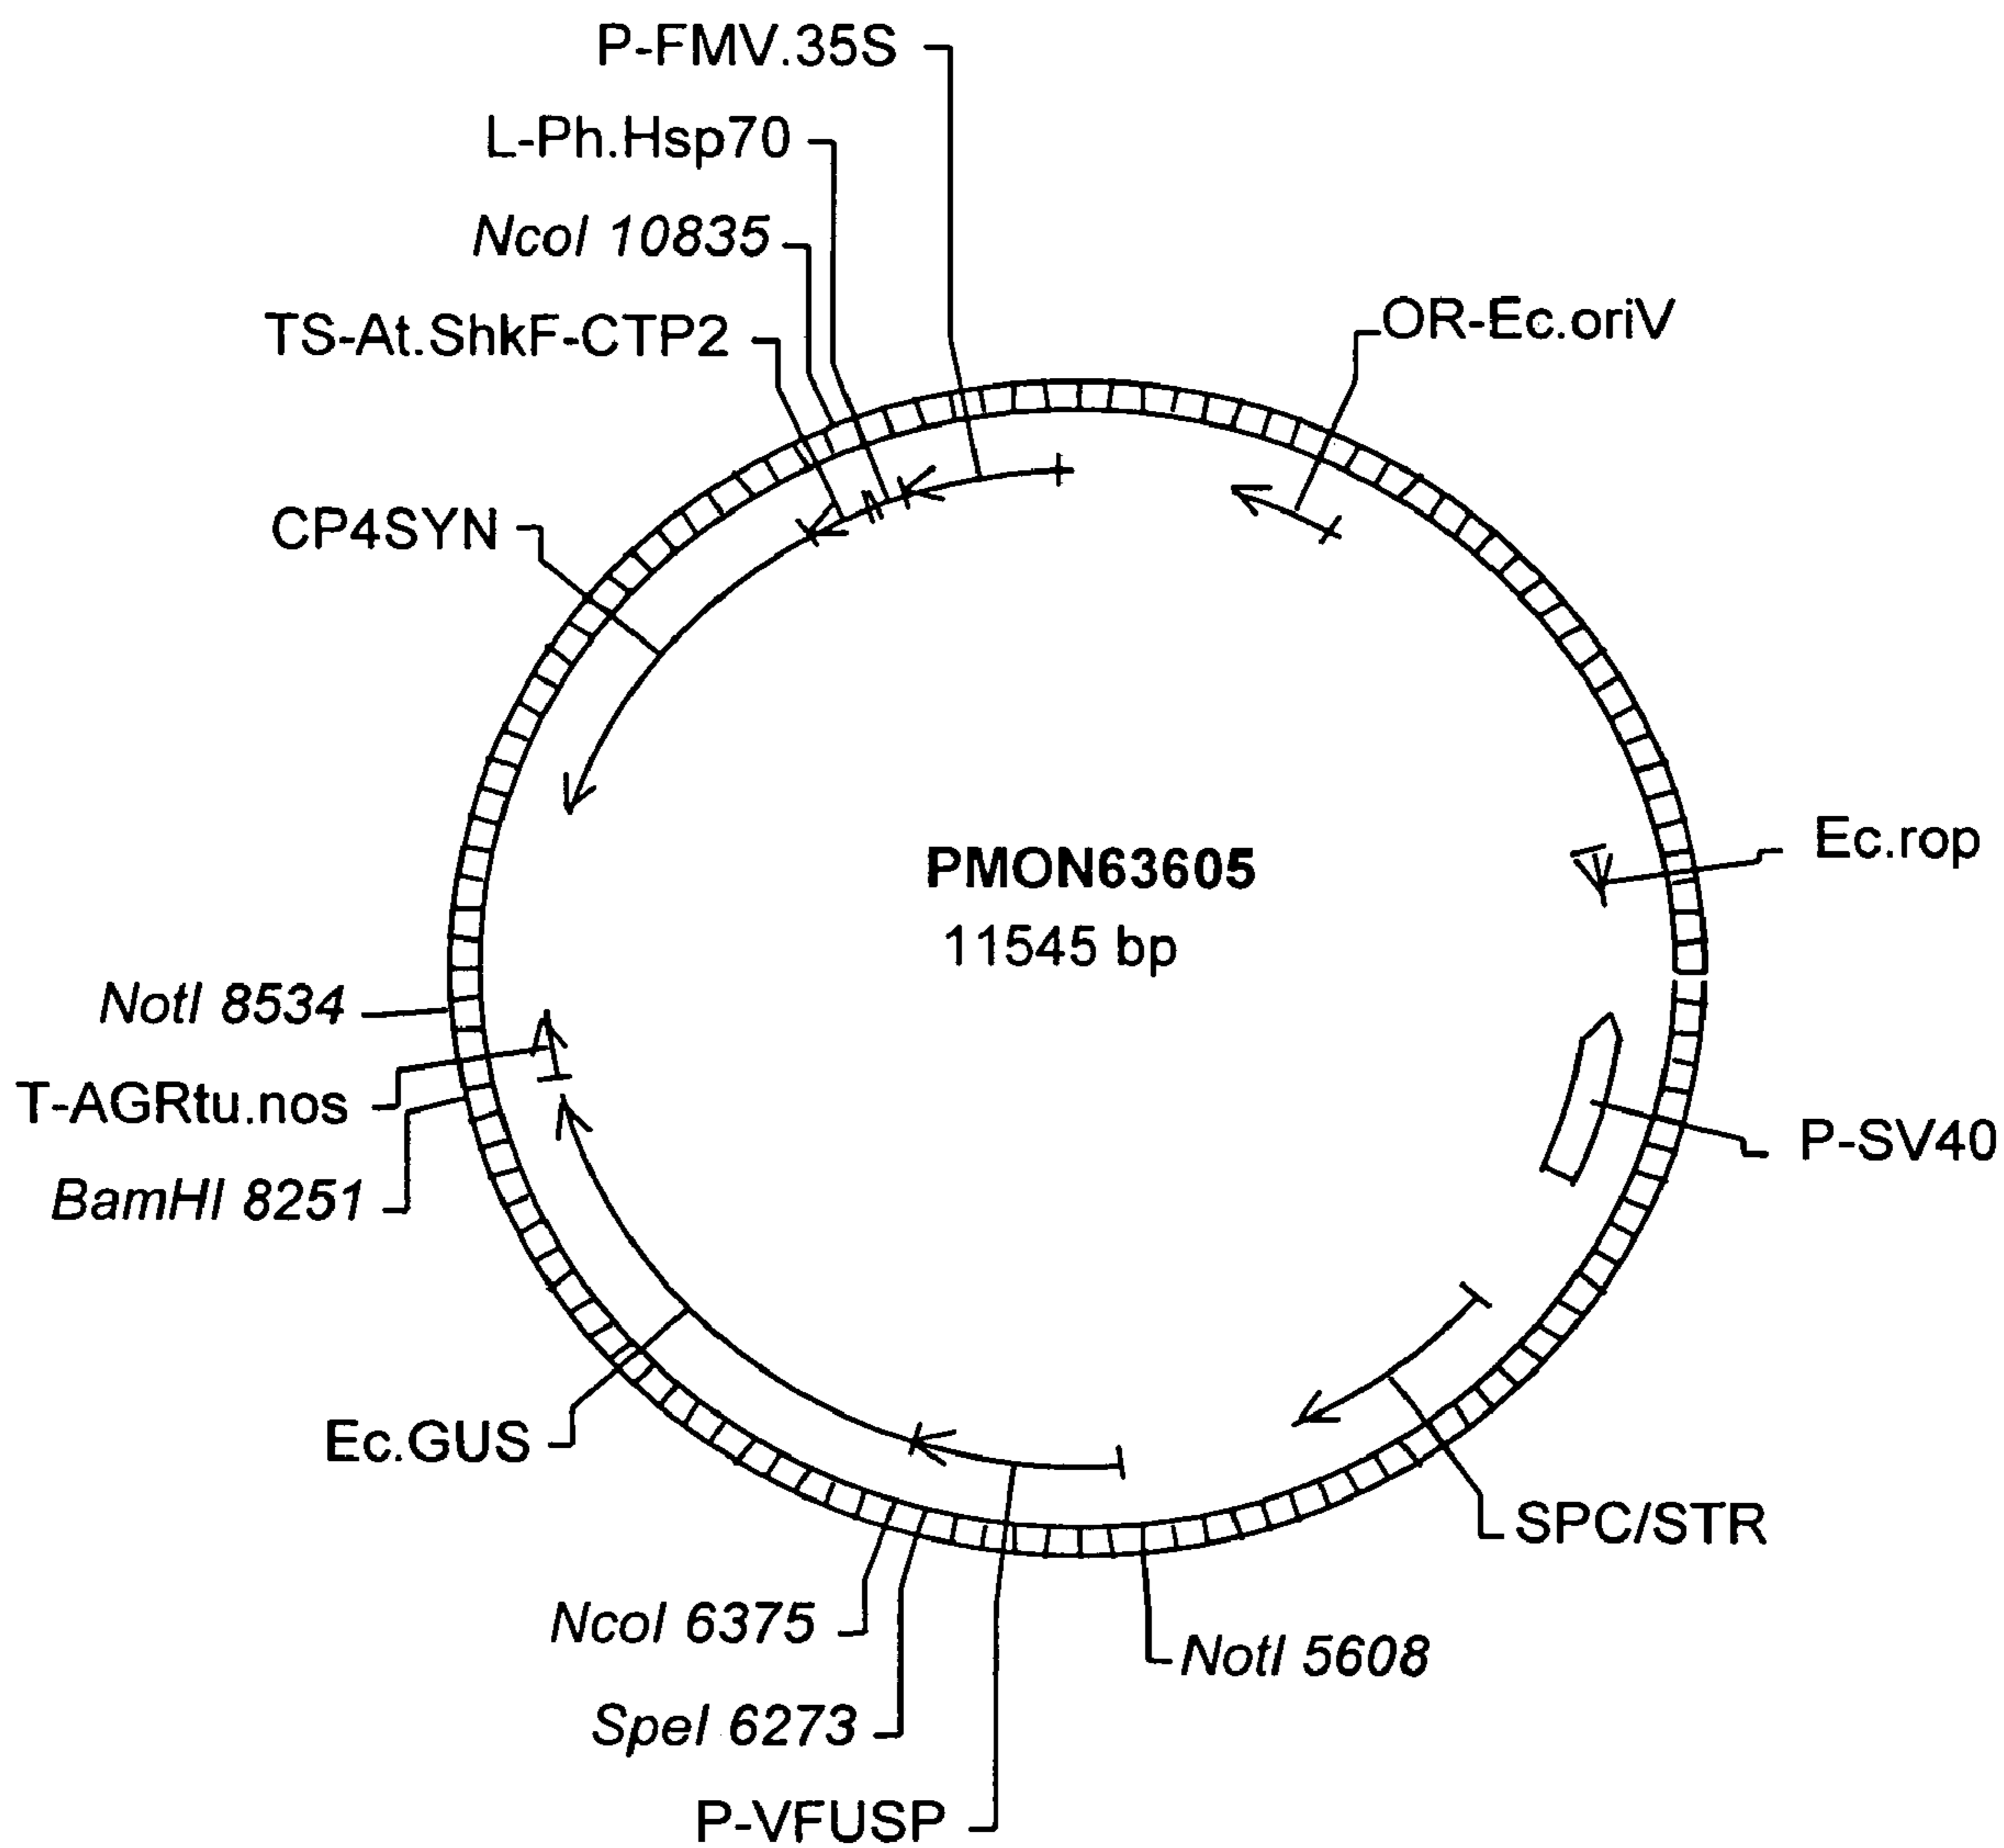 P-FMV.35S
L-Ph.Hsp70
NcoI 10835
TS-At.ShkF-CTP2
OR-Ec.oriV
CP4SYN
Ec.rop
PMON63605
11545 bp
NotI 8534
T-AGRtu.nos
P-SV40
BamHI 8251
Ec.GUS
SPC/STR
NcoI 6375
NotI 5608
SpeI 6273
P-VFUSP